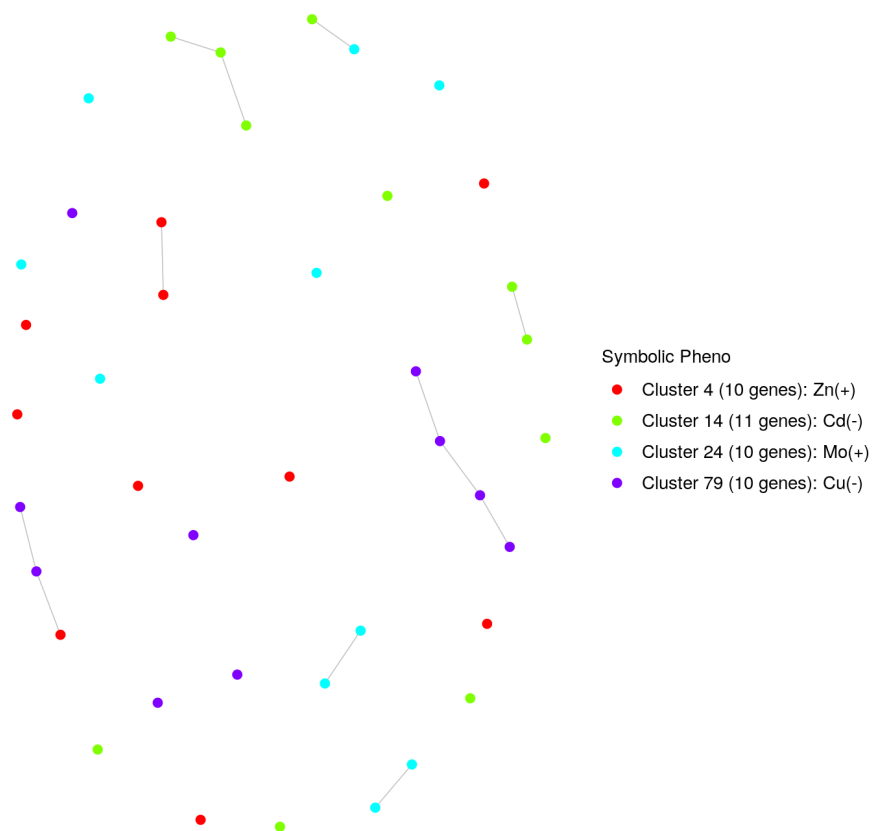 Symbolic Pheno
Cluster 4 (10 genes): Zn(+)
Cluster 14 (11 genes): Cd(-)
Cluster 24 (10 genes): Mo(+)
Cluster 79 (10 genes): Cu(-)